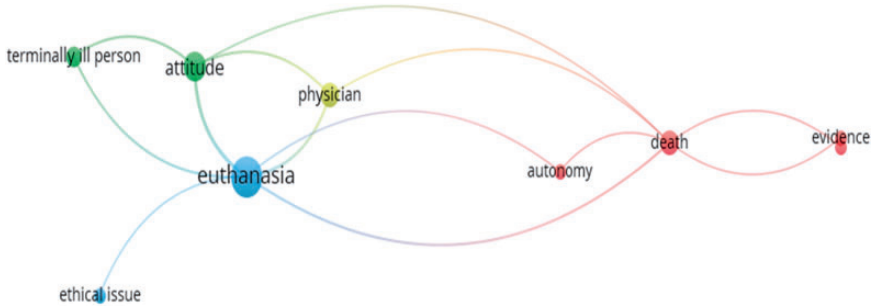 terminally ill person
attitude
physician
evidence
death
autonomy
euthanasia
ethical issue